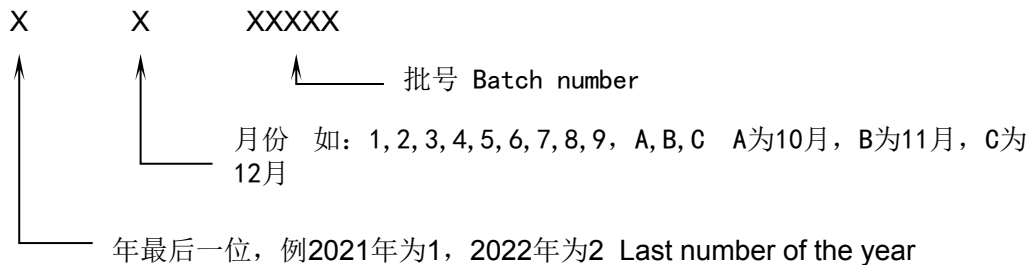 X X XXXXX
批号 Batch number
月份 如：1,2,3,4,5,6,7,8,9，A,B,C A为10月，B为11月，C为
12月
年最后一位，例2021年为1，2022年为2 Last number of the year